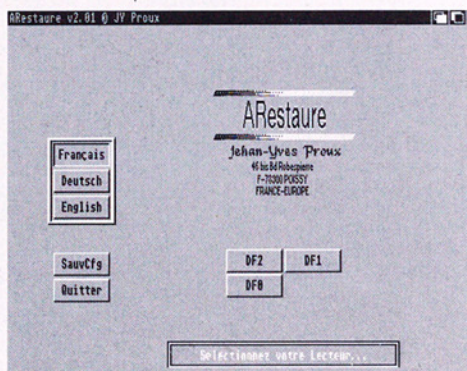 ARestaure v2.01 @ JY Proux
ARestaure
Jehan-Yves Proux
46 bis Bd Robespierre
F-78300 POISSY
FRANCE-EUROPE
Français
Deutsch
English
SauvCfg
Quitter
DF2 DF1
DF0
Selectionnez votre Lecteur...